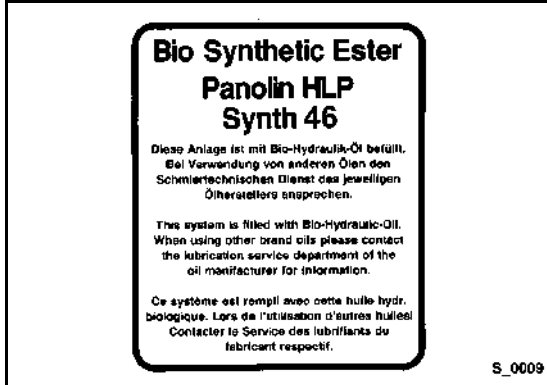 Bio Synthetic Ester
Panolin HLP
Synth 46
Diese Anlage ist mit Bio-Hydraulik-Öl befüllt.
Bei Verwendung von anderen Ölen den
Schmiertechnischen Dienst des jeweiligen
Ölherstellers ansprechen.
This system is filled with Bio-Hydraulic-Oil.
When using other brand oils please contact
the lubrication service department of the
oil manifacturer for information.
Ce système est rempli avec cette huile hydr.
biologique. Lors de l'utilisation d'autres huiles!
Contacter le Service des lubrifiants du
fabricant respectif.
S_0009